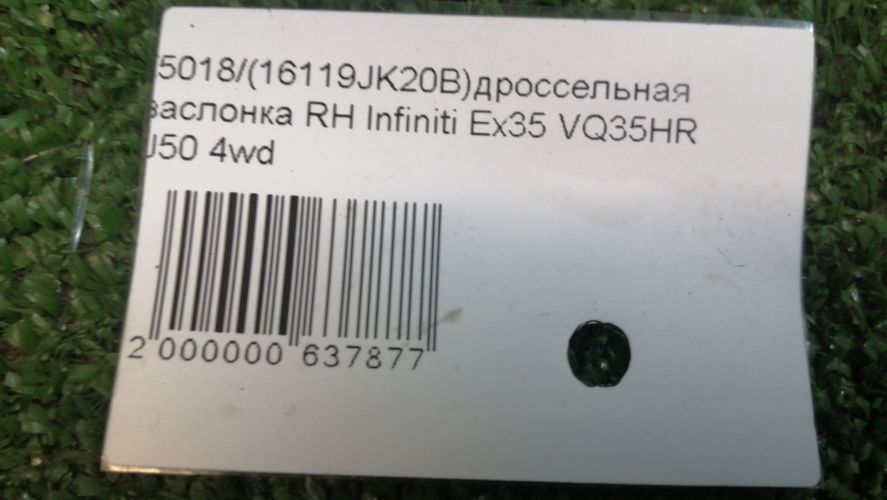 5018/(16119JK20B)дроссельная
заслонка RH Infiniti Ex35 VQ35HR
J50 4wd
2 000000 637877